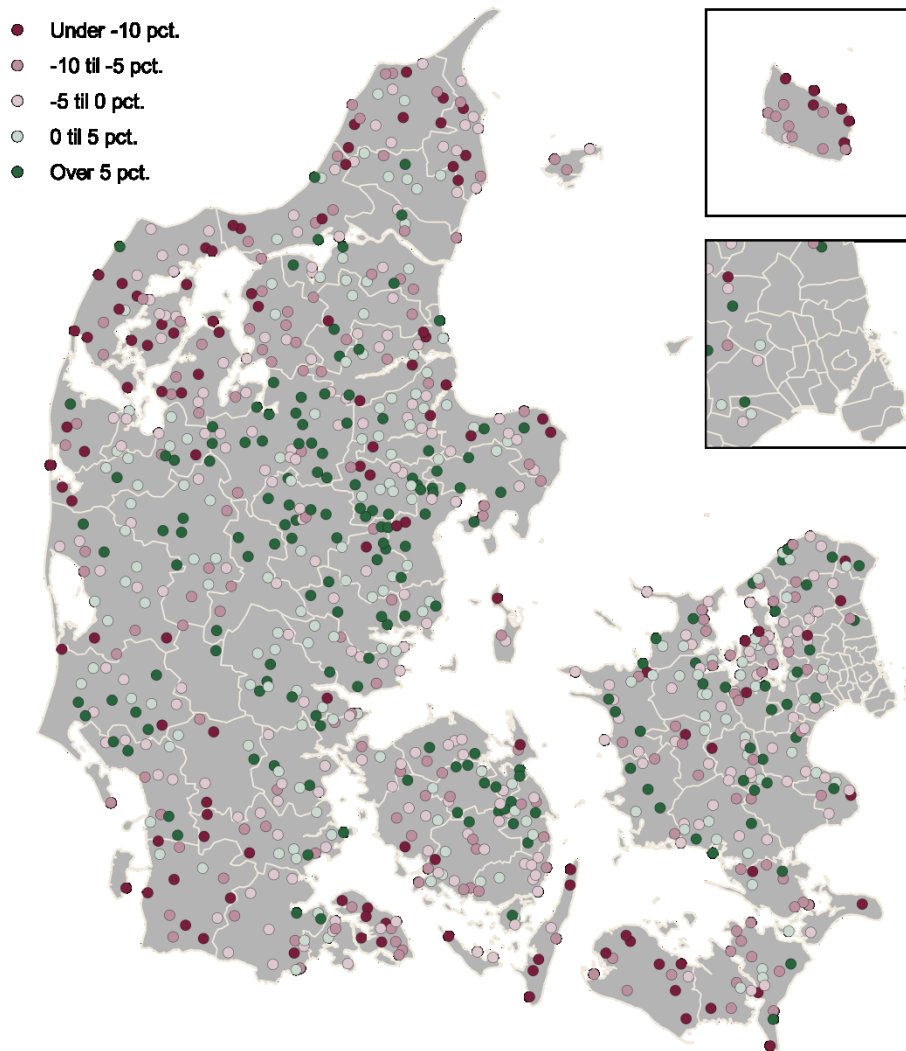 Under -10 pct.
-10 til -5 pct.
-5 til 0 pct.
0 til 5 pct.
Over 5 pct.